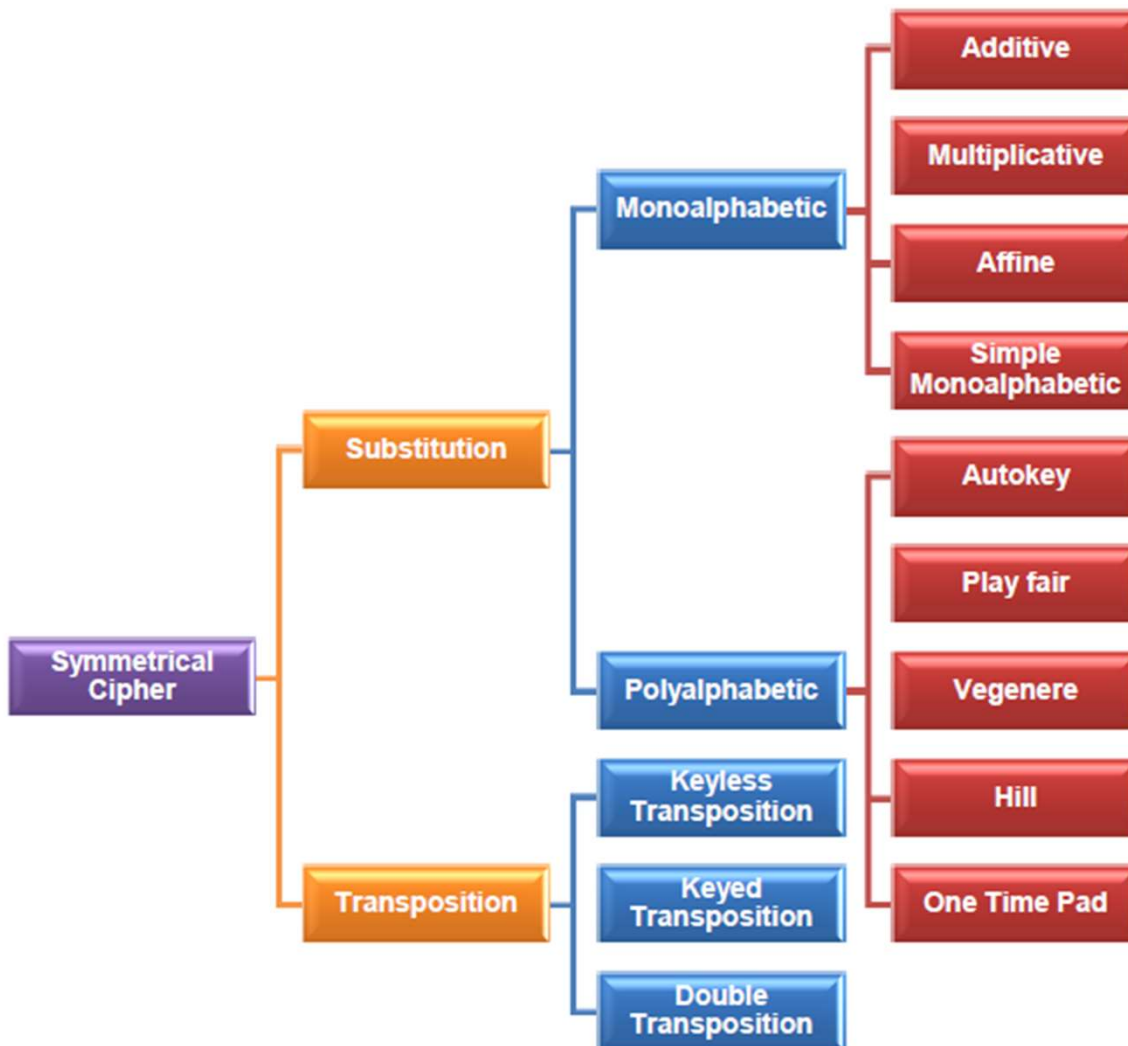 Symmetrical
Cipher
Substitution
Transposition
Monoalphabetic
Polyalphabetic
Keyless
Transposition
Keyed
Transposition
Double
Transposition
Additive
Multiplicative
Affine
Simple
Monoalphabetic
Autokey
Play fair
Vegenere
Hill
One Time Pad